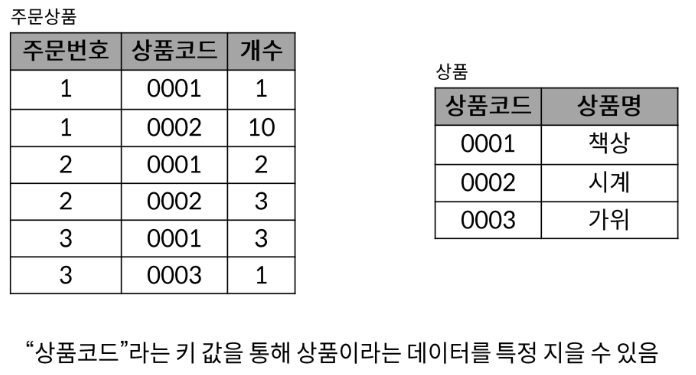 주문상품
주문번호 상품코드 개수
1 0001 1
1 0002 10
2 0001 2
2 0002 3
3 0001 3
3 0003 1
상품
상품코드 상품명
0001 책상
0002 시계
0003 가위
“상품코드”라는 키 값을 통해 상품이라는 데이터를 특정 지을 수 있음